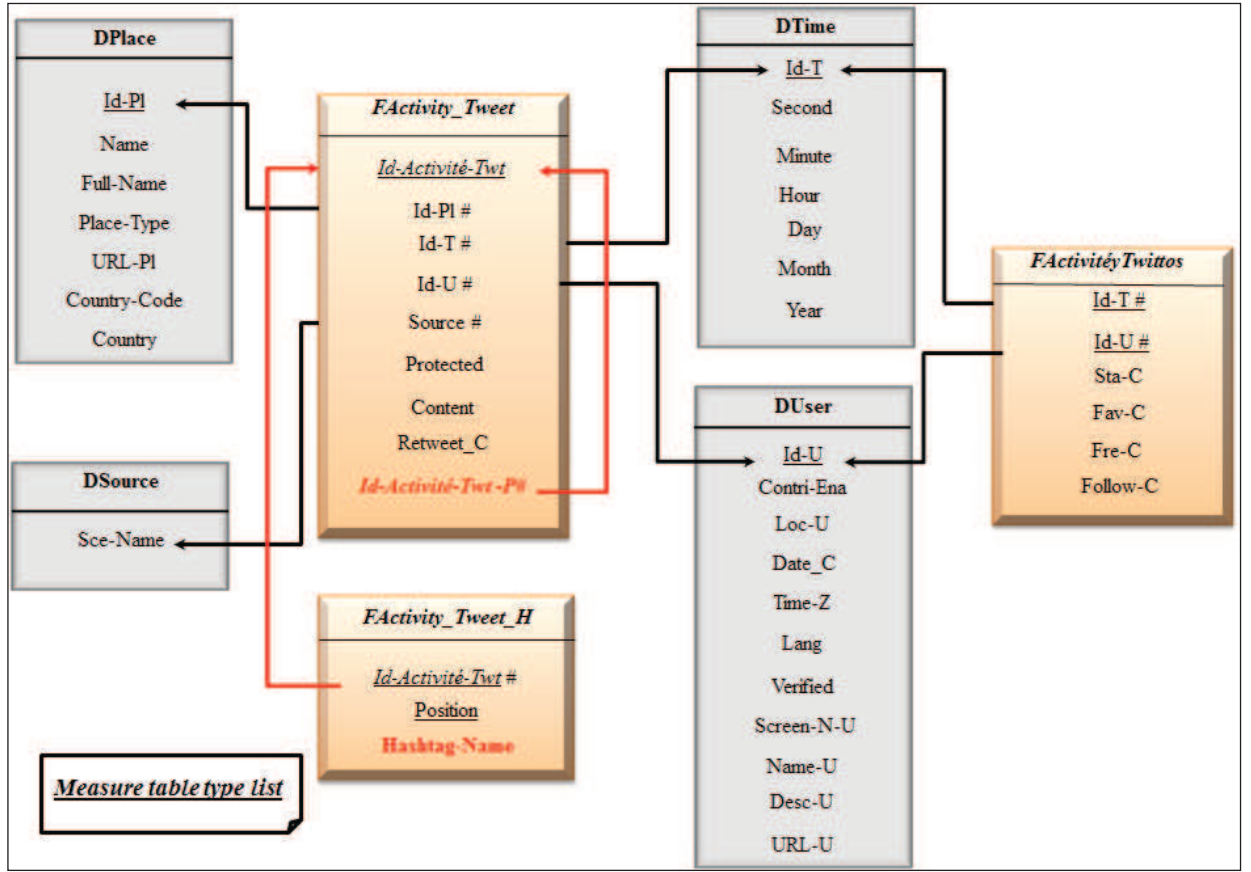 DPlace
Id-Pl
Name
Full-Name
Place-Type
URL-Pl
Country-Code
Country
DSource
Sce-Name
FActivity_Tweet
Id-Activité-Twt
Id-Pl #
Id-T #
Id-U #
Source #
Protected
Content
Retweet_C
Id-Activité-Twt -P#
FActivity_Tweet_H
Id-Activité-Twt #
Position
Hashtag-Name
Measure table type list
DTime
Id-T
Second
Minute
Hour
Day
Month
Year
DUser
Id-U
Contri-Ena
Loc-U
Date_C
Time-Z
Lang
Verified
Screen-N-U
Name-U
Desc-U
URL-U
FActivitéyTwittos
Id-T #
Id-U #
Sta-C
Fav-C
Fre-C
Follow-C